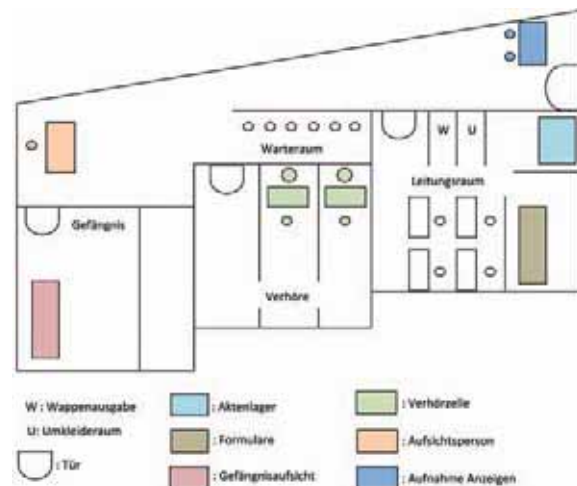 W
U
Warteraum
Leitungsraum
Gefängnis
Verhöre
W : Wappenausgabe
: Aktenlager
: Verhörzelle
U: Umkleideraum
: Formulare
: Aufsichtsperson
: Tür
: Gefängnisaufsicht
: Aufnahme Anzeigen